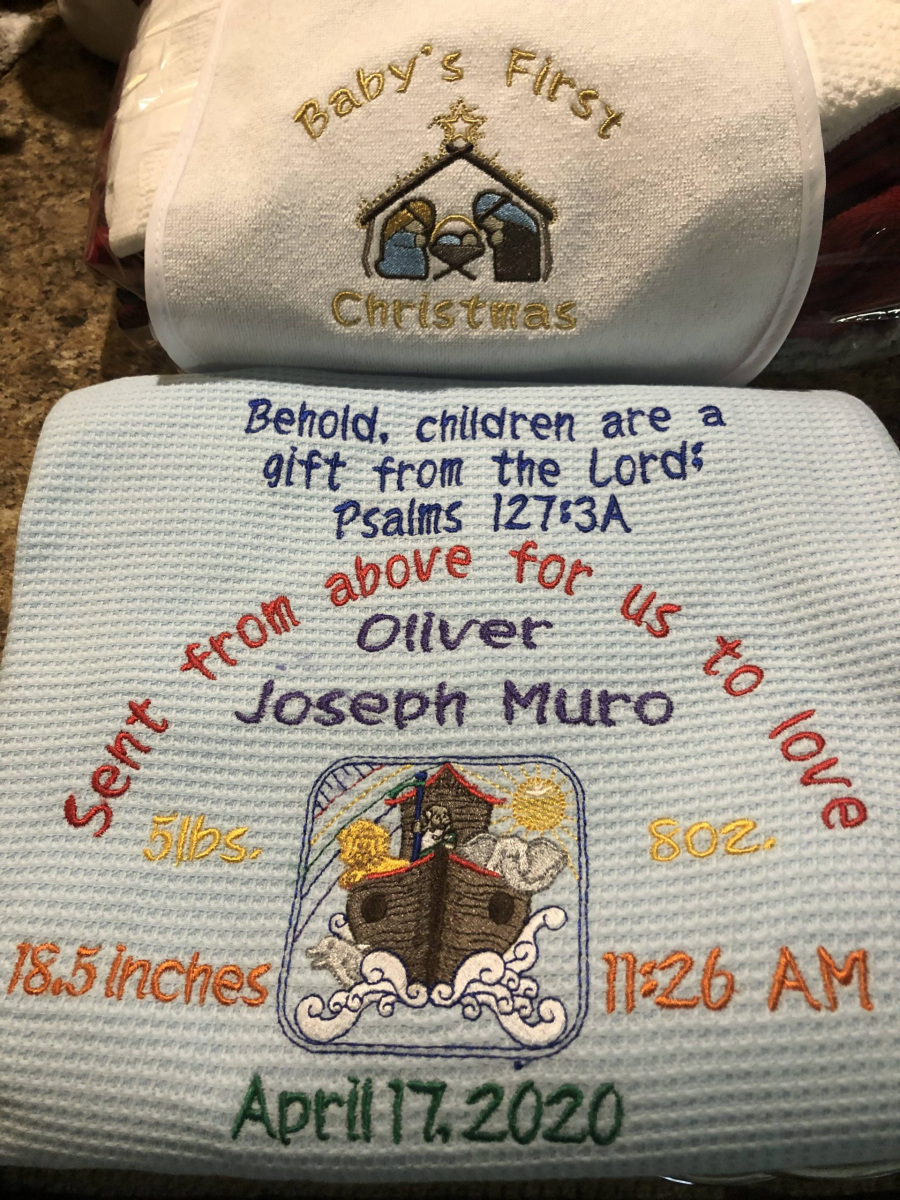 Baby's First
Christmas
Behold, children are a
gift from the Lord;
Psalms 127:3A
Sent from above for us to love
Oliver
Joseph Muro
5lbs. 8oz.
18.5 inches 11:26 AM
April 17, 2020